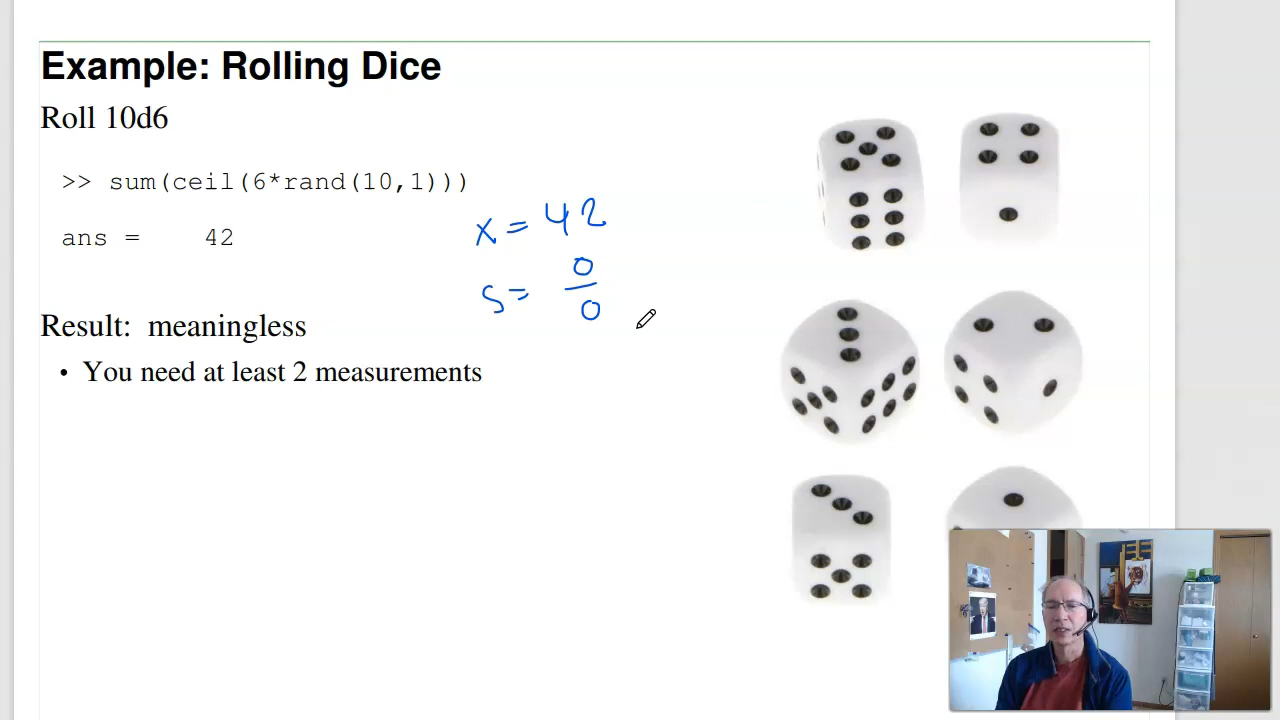 Example: Rolling Dice
Roll 10d6
>> sum(ceil(6*rand(10,1)))
ans = 42
x = 42
s = 0/0
Result: meaningless
• You need at least 2 measurements